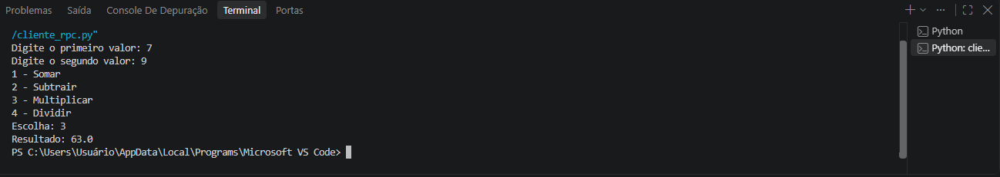 Problemas Saída Console De Depuração Terminal Portas
/cliente_rpc.py"
Digite o primeiro valor: 7
Digite o segundo valor: 9
1 - Somar
2 - Subtrair
3 - Multiplicar
4 - Dividir
Escolha: 3
Resultado: 63.0
PS C:\Users\Usuário\AppData\Local\Programs\Microsoft VS Code>
Python
Python: clie...